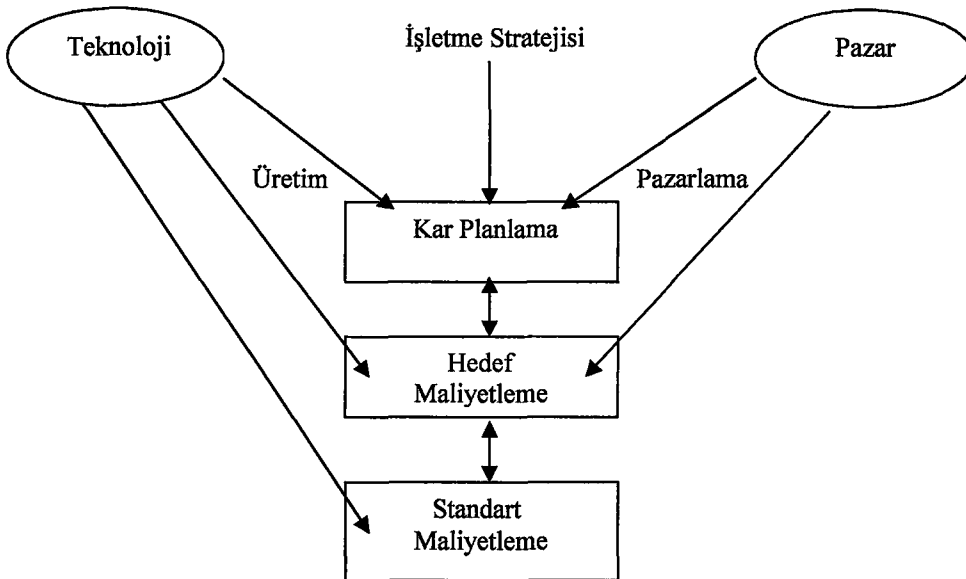 Teknoloji
İşletme Stratejisi
Pazar
Üretim
Pazarlama
Kar Planlama
Hedef
Maliyetleme
Standart
Maliyetleme